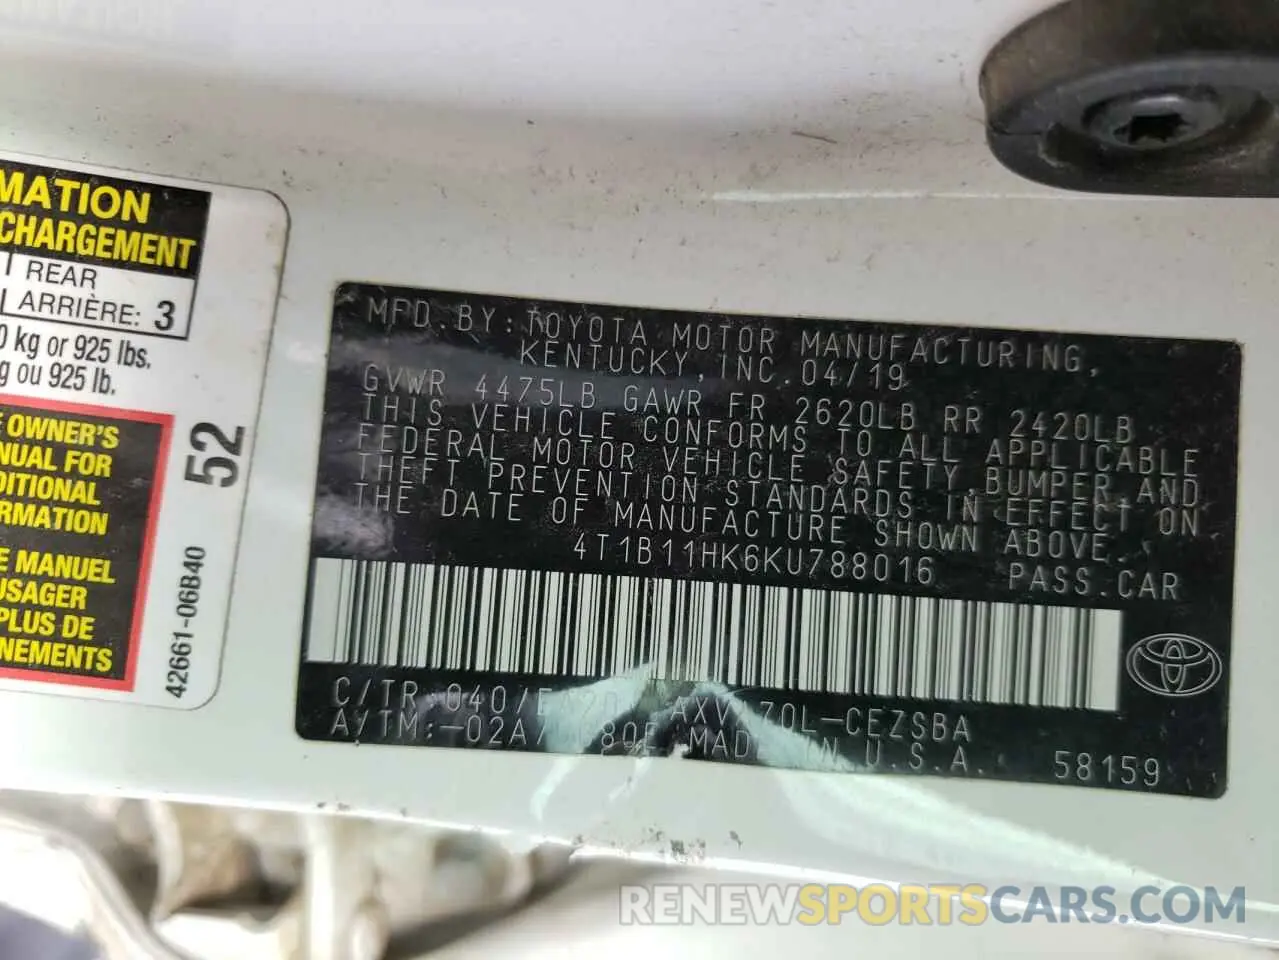 MATION
CHARGEMENT
REAR
ARRIÈRE: 3
0 kg or 925 lbs.
g ou 925 lb.
E OWNER'S
NUAL FOR
DITIONAL
RMATION
E MANUEL
USAGER
PLUS DE
NEMENTS
52
42661-06B40
MFD.BY:TOYOTA MOTOR MANUFACTURING,
KENTUCKY,INC.04/19
GVWR 4475LB GAWR FR 2620LB RR 2420LB
THIS VEHICLE CONFORMS TO ALL APPLICABLE
FEDERAL MOTOR VEHICLE SAFETY,BUMPER,AND
THEFT PREVENTION STANDARDS IN EFFECT ON
THE DATE OF MANUFACTURE SHOWN ABOVE.
4T1B11HK6KU788016 PASS.CAR
C/TR:040/EA20 AXVA70L-CEZSBA
A/TM:-02A/ MADE IN U.S.A. 58159
RENEWSPORTSCARS.COM